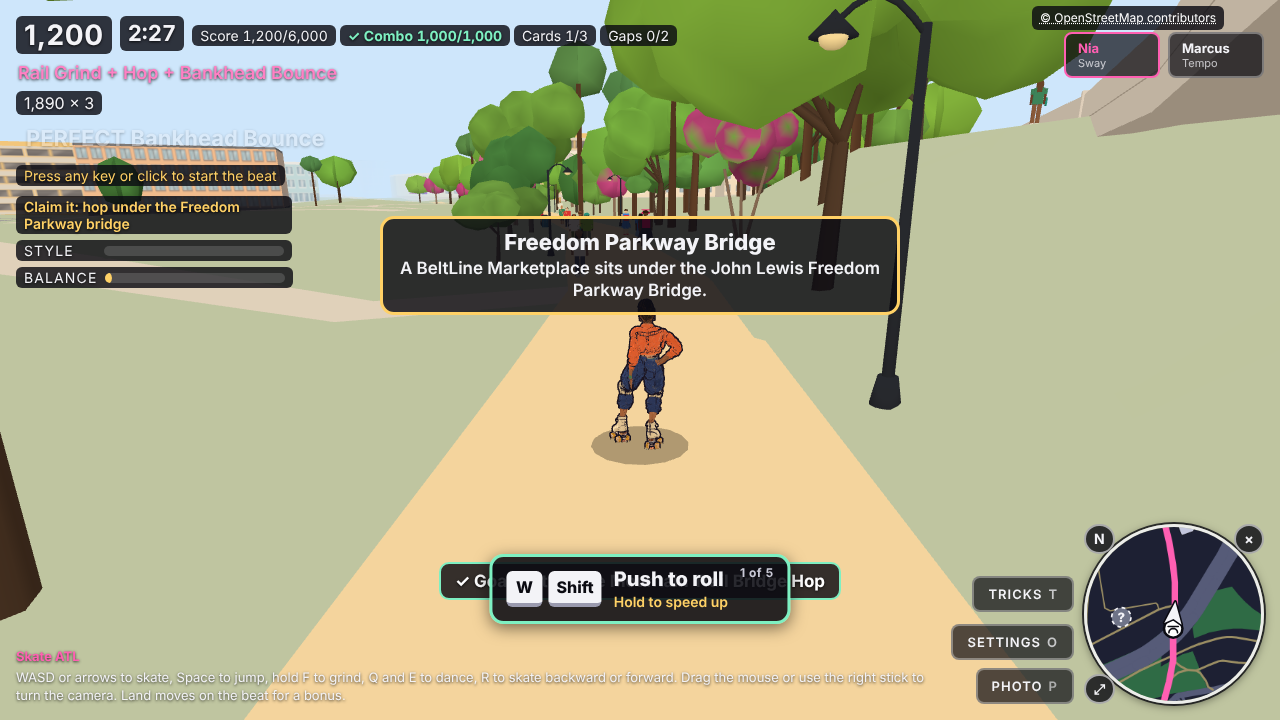 1,200
2:27
Score 1,200/6,000
✓ Combo 1,000/1,000
Cards 1/3
Gaps 0/2
© OpenStreetMap contributors
Nia
Sway
Marcus
Tempo
Rail Grind + Hop + Bankhead Bounce
1,890 × 3
PERFECT Bankhead Bounce
Press any key or click to start the beat
Claim it: hop under the Freedom
Parkway bridge
STYLE
BALANCE
Freedom Parkway Bridge
A BeltLine Marketplace sits under the John Lewis Freedom
Parkway Bridge.
✓
Hop
W
Shift
Push to roll
1 of 5
Hold to speed up
N
×
?
TRICKS T
SETTINGS O
PHOTO P
Skate ATL
WASD or arrows to skate, Space to jump, hold F to grind, Q and E to dance, R to skate backward or forward. Drag the mouse or use the right stick to
turn the camera. Land moves on the beat for a bonus.